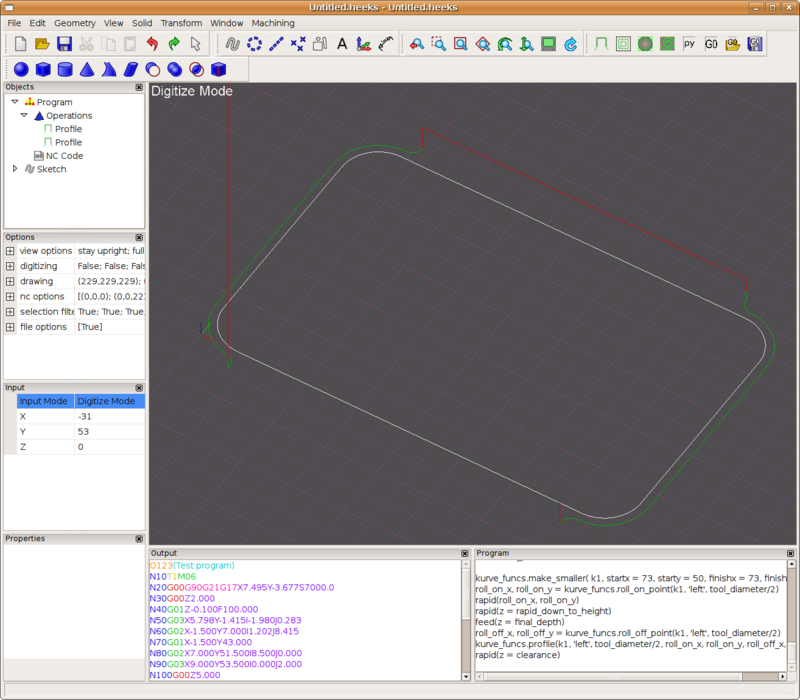 Untitled.heeks - Untitled.heeks
File Edit Geometry View Solid Transform Window Machining
A py G0 G0
Objects
Program
Operations
Profile
Profile
NC Code
Sketch
Options
view options stay upright; full
digitizing False; False; Fals
drawing (229,229,229); (
nc options [(0,0,0); (0,0,22
selection filte True; True; True
file options [True]
Input
Input Mode Digitize Mode
X -31
Y 53
Z 0
Properties
Digitize Mode
Output
O123(Test program)
N10T1M06
N20G00G90G21G17X7.495Y-3.677S7000.0
N30G00Z2.000
N40G01Z-0.100F100.000
N50G03X5.798Y-1.415I-1.980J0.283
N60G02X-1.500Y7.000I1.202J8.415
N70G01X-1.500Y43.000
N80G02X7.000Y51.500I8.500J0.000
N90G03X9.000Y53.500I0.000J2.000
N100G00Z5.000
Program
kurve_funcs.make_smaller( k1, startx = 73, starty = 50, finishx = 73, finish
roll_on_x, roll_on_y = kurve_funcs.roll_on_point(k1, 'left', tool_diameter/2)
rapid(roll_on_x, roll_on_y)
rapid(z = rapid_down_to_height)
feed(z = final_depth)
roll_off_x, roll_off_y = kurve_funcs.roll_off_point(k1, 'left', tool_diameter/2)
kurve_funcs.profile(k1, 'left', tool_diameter/2, roll_on_x, roll_on_y, roll_off_x,
rapid(z = clearance)